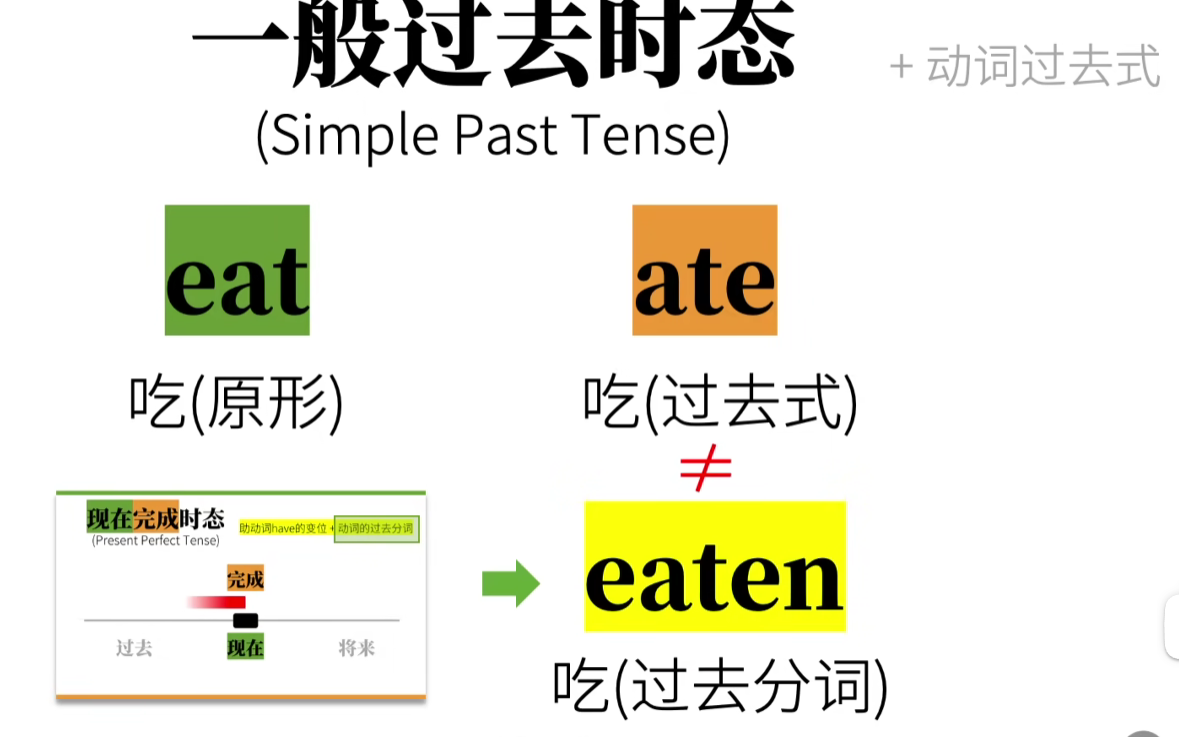 一般过去时态
+ 动词过去式
(Simple Past Tense)
eat
ate
吃(原形)
吃(过去式)
≠
现在完成时态
助动词have的变位 + 动词的过去分词
(Present Perfect Tense)
完成
过去
现在
将来
eaten
吃(过去分词)